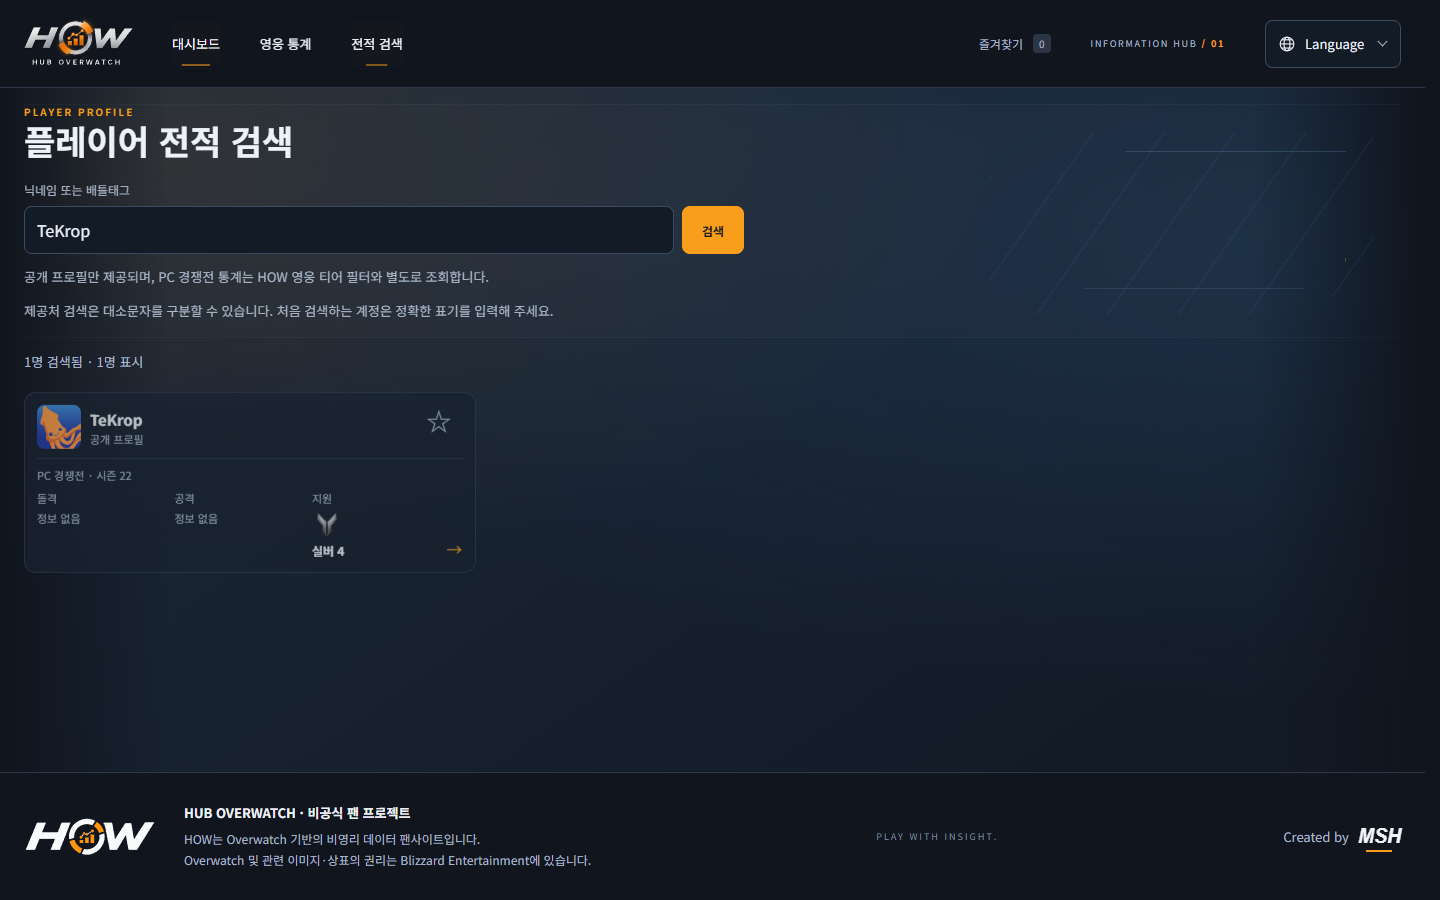 HOW
HUB OVERWATCH
대시보드
영웅 통계
전적 검색
즐겨찾기 0
INFORMATION HUB / 01
Language
PLAYER PROFILE
플레이어 전적 검색
닉네임 또는 배틀태그
TeKrop
검색
공개 프로필만 제공되며, PC 경쟁전 통계는 HOW 영웅 티어 필터와 별도로 조회합니다.
제공처 검색은 대소문자를 구분할 수 있습니다. 처음 검색하는 계정은 정확한 표기를 입력해 주세요.
1명 검색됨 · 1명 표시
TeKrop
공개 프로필
PC 경쟁전 · 시즌 22
돌격
공격
지원
정보 없음
정보 없음
실버 4
→
HOW
HUB OVERWATCH · 비공식 팬 프로젝트
HOW는 Overwatch 기반의 비영리 데이터 팬사이트입니다.
Overwatch 및 관련 이미지·상표의 권리는 Blizzard Entertainment에 있습니다.
PLAY WITH INSIGHT.
Created by MSH